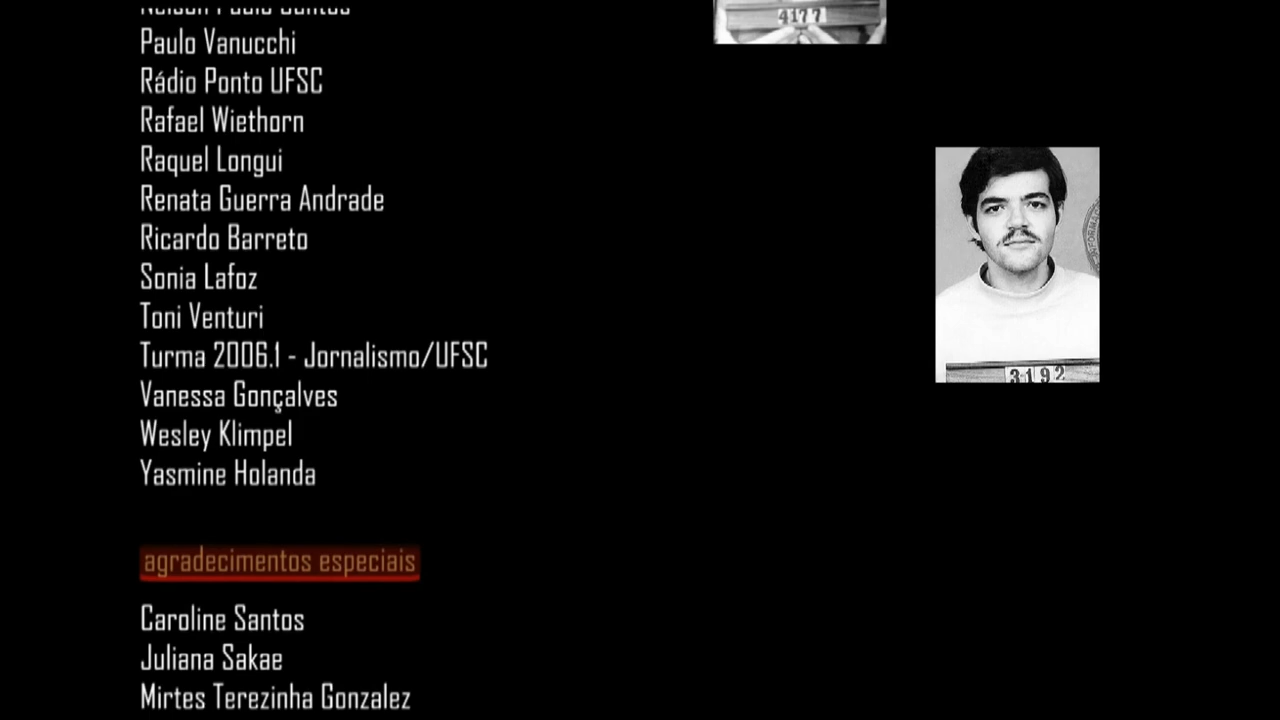 Paulo Vanucchi
Rádio Ponto UFSC
Rafael Wiethorn
Raquel Longui
Renata Guerra Andrade
Ricardo Barreto
Sonia Lafoz
Toni Venturi
Turma 2006.1 - Jornalismo/UFSC
Vanessa Gonçalves
Wesley Klimpel
Yasmine Holanda
agradecimentos especiais
Caroline Santos
Juliana Sakae
Mirtes Terezinha Gonzalez
4177
3192